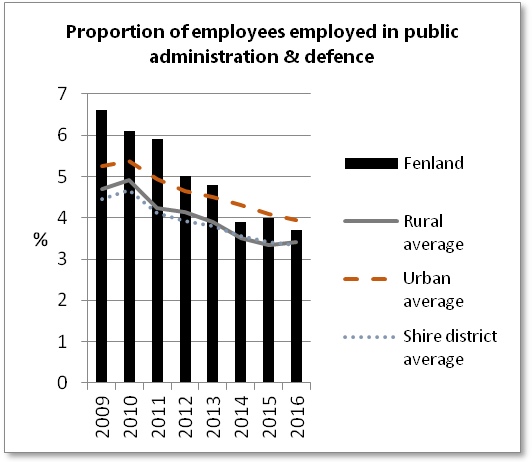 Proportion of employees employed in public
administration & defence
7
6
5
4
3
2
1
0
%
2009
2010
2011
2012
2013
2014
2015
2016
Fenland
Rural
average
Urban
average
Shire district
average